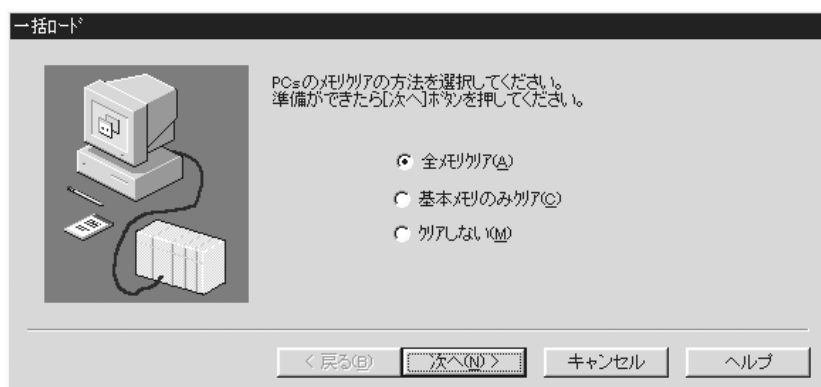 一括ﾛｰﾄﾞ
PCsのﾒﾓﾘｸﾘｱの方法を選択してください。
準備ができたら[次へ]ﾎﾞﾀﾝを押してください。
全ﾒﾓﾘｸﾘｱ(A)
基本ﾒﾓﾘのみｸﾘｱ(C)
ｸﾘｱしない(M)
< 戻る(B)
次へ(N) >
キャンセル
ヘルプ